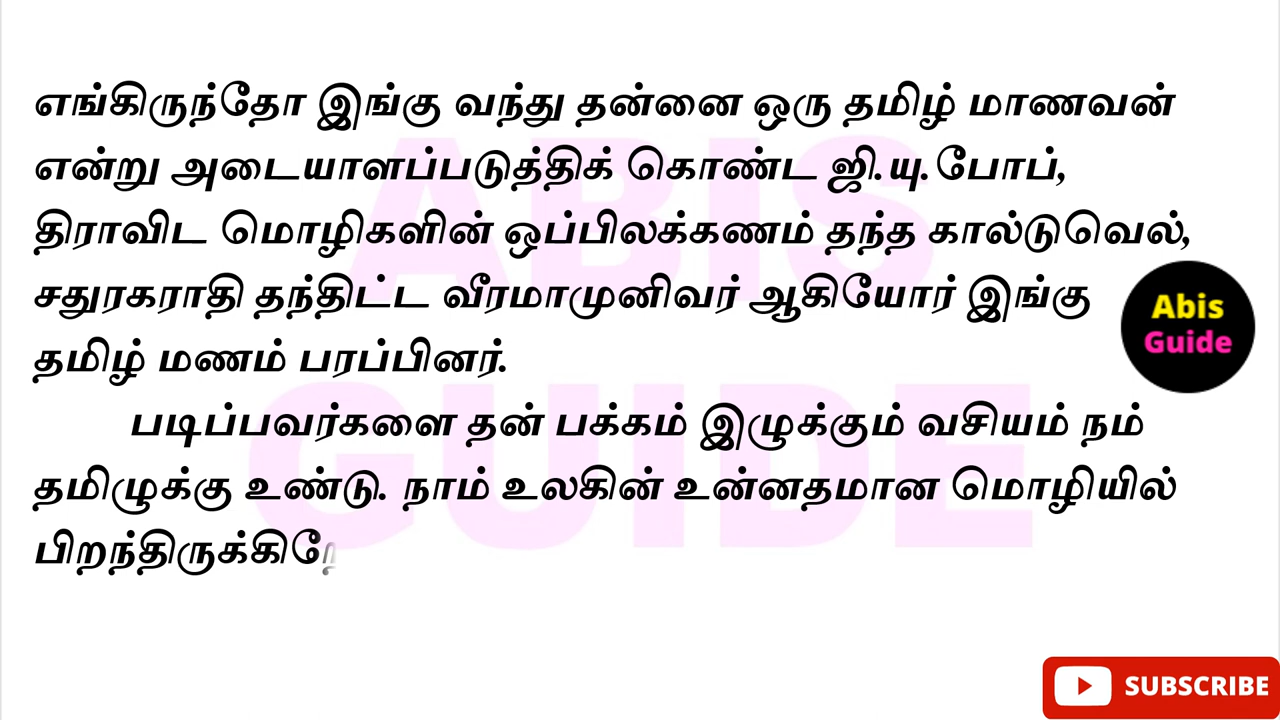 எங்கிருந்தோ இங்கு வந்து தன்னை ஒரு தமிழ் மாணவன்
என்று அடையாளப்படுத்திக் கொண்ட ஜி.யு.போப்,
திராவிட மொழிகளின் ஒப்பிலக்கணம் தந்த கால்டுவெல்,
சதுரகராதி தந்திட்ட வீரமாமுனிவர் ஆகியோர் இங்கு
தமிழ் மணம் பரப்பினர்.
படிப்பவர்களை தன் பக்கம் இழுக்கும் வசியம் நம்
தமிழுக்கு உண்டு. நாம் உலகின் உன்னதமான மொழியில்
ABIS
GUIDE
Abis
Guide
SUBSCRIBE